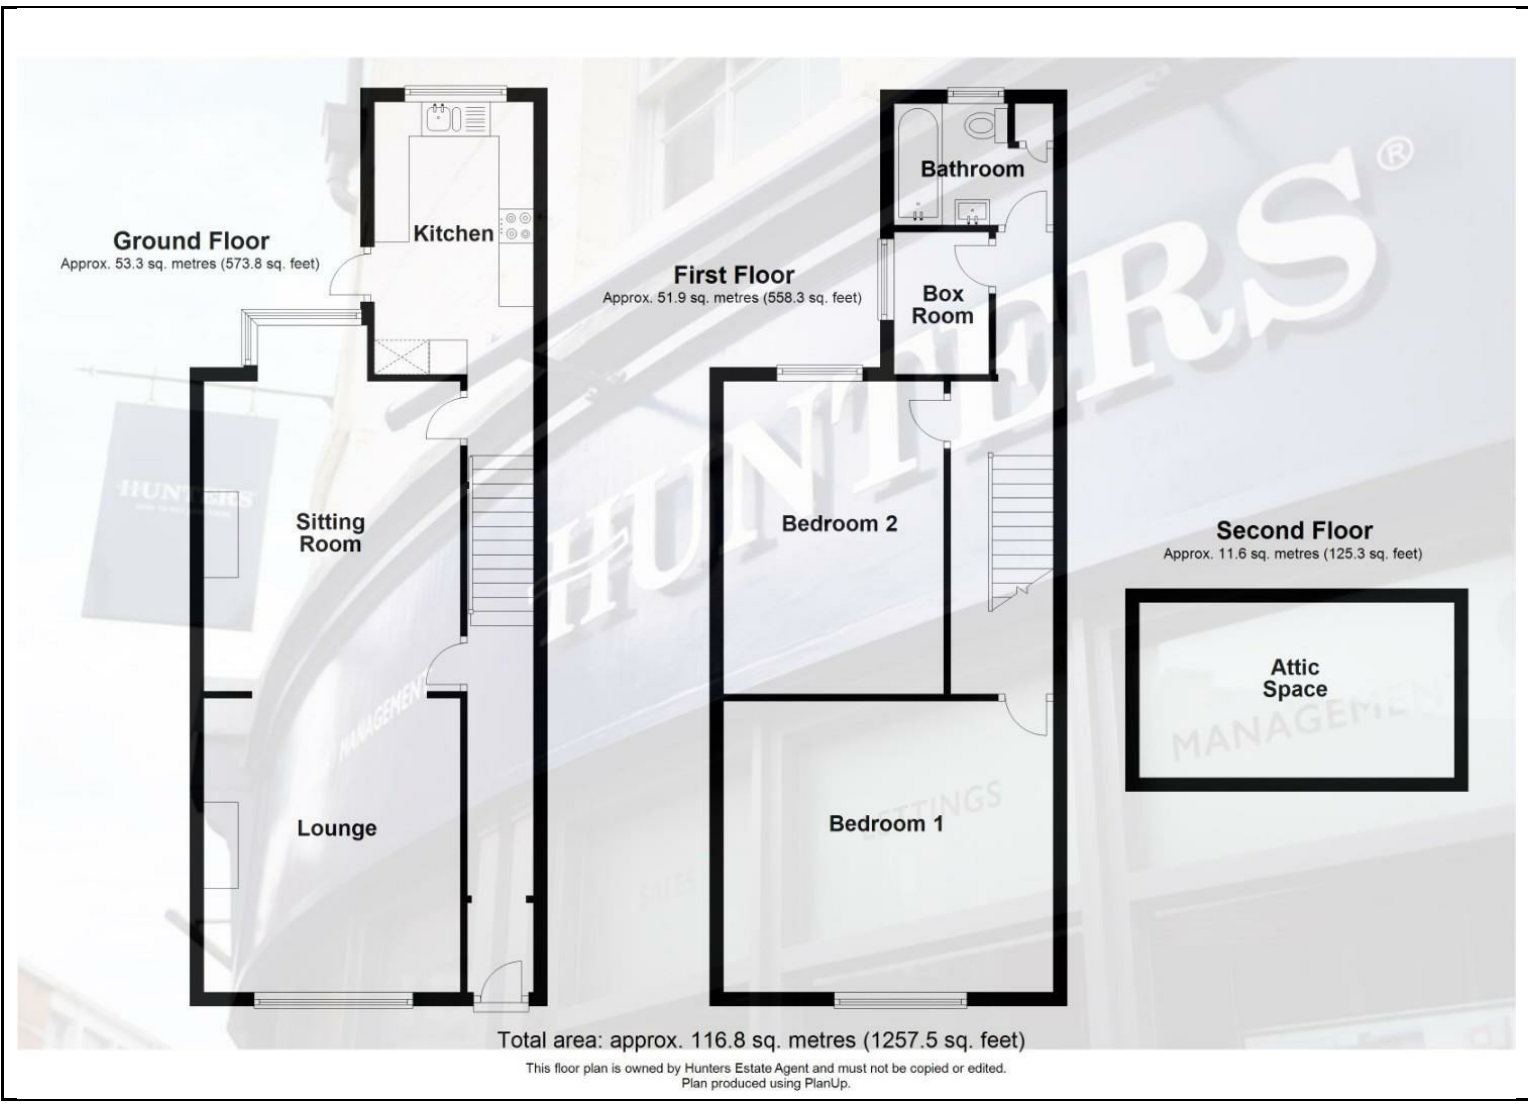 Ground Floor
Approx. 53.3 sq. metres (573.8 sq. feet)
Kitchen
Sitting
Room
Lounge
First Floor
Approx. 51.9 sq. metres (558.3 sq. feet)
Bathroom
Box
Room
Bedroom 2
Bedroom 1
Second Floor
Approx. 11.6 sq. metres (125.3 sq. feet)
Attic
Space
HUNTERS®
HUNTERS
MANAGEMENT
SALES
LETTINGS
MANAGEMENT
Total area: approx. 116.8 sq. metres (1257.5 sq. feet)
This floor plan is owned by Hunters Estate Agent and must not be copied or edited.
Plan produced using PlanUp.